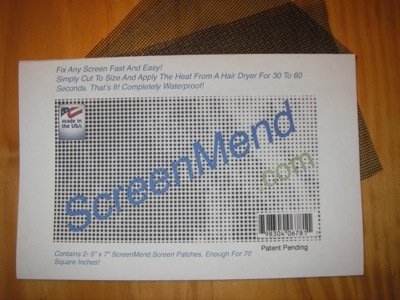 Fix Any Screen Fast And Easy!
Simply Cut To Size And Apply The Heat From A Hair Dryer For 30 To 60
Seconds. That's It! Completely Waterproof!
made in
the USA
ScreenMend
.com
98304 06781
Patent Pending
Contains 2- 5" x 7" ScreenMend Screen Patches, Enough For 70
Square Inches!